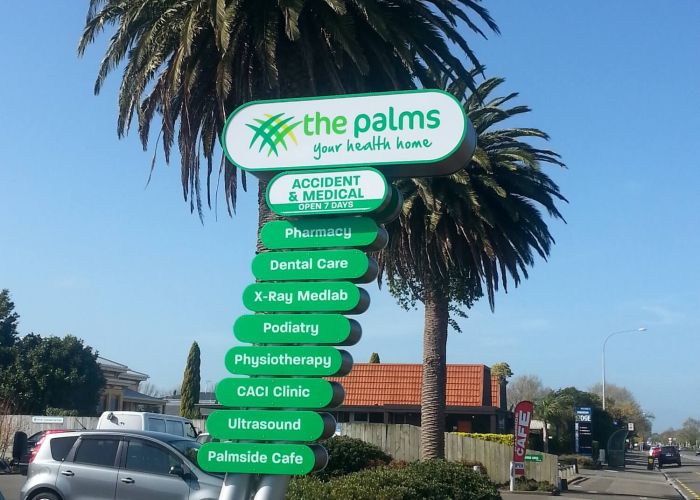 the palms
your health home
ACCIDENT
& MEDICAL
OPEN 7 DAYS
Pharmacy
Dental Care
X-Ray Medlab
Podiatry
Physiotherapy
CACI Clinic
Ultrasound
Palmside Cafe
CAFE